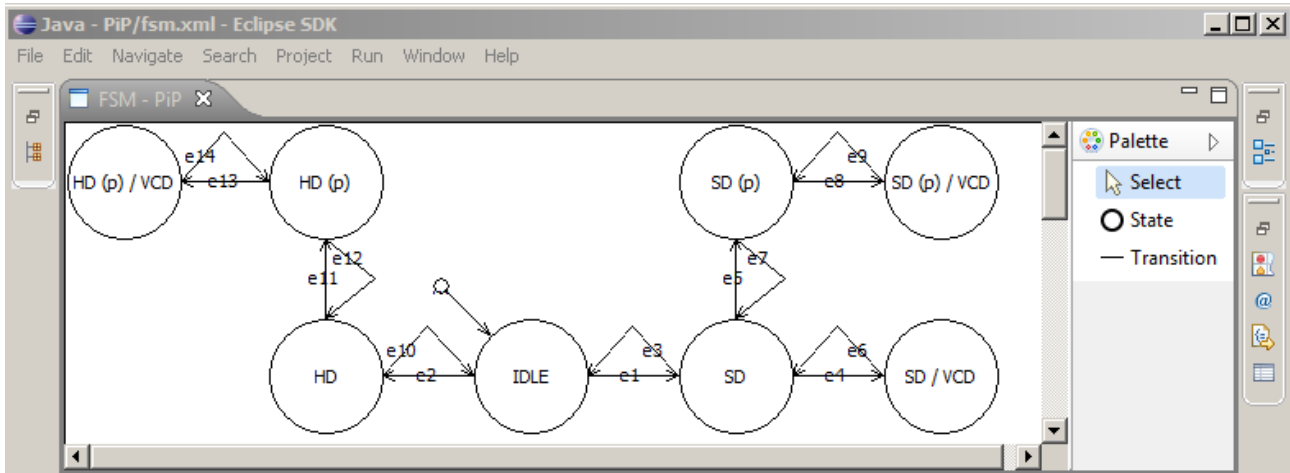 Java - PiP/fsm.xml - Eclipse SDK
File Edit Navigate Search Project Run Window Help
FSM - PiP
Palette
Select
State
Transition
e14
e9
HD (p) / VCD
e13
HD (p)
SD (p)
e8
SD (p) / VCD
e12
e7
e11
e5
e10
e3
e6
HD
e2
IDLE
e1
SD
e4
SD / VCD